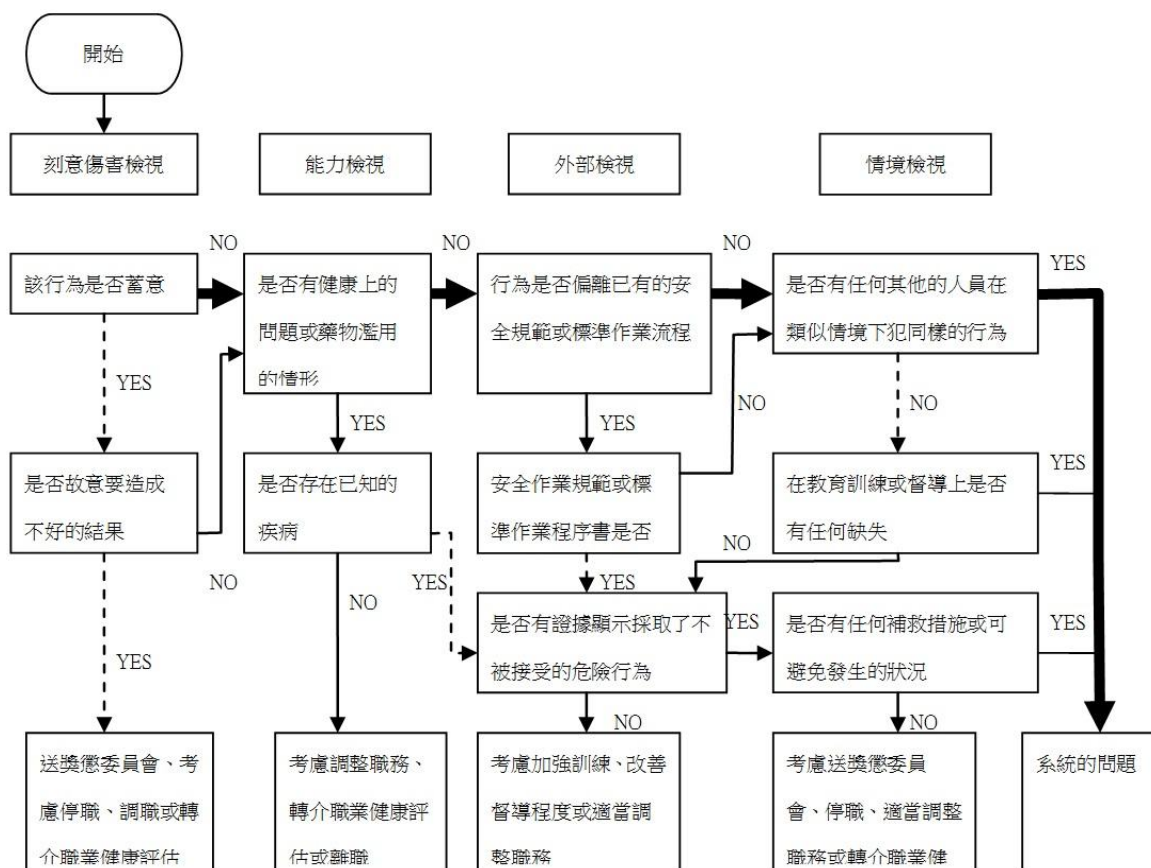 開始
刻意傷害檢視
能力檢視
外部檢視
情境檢視
NO
NO
NO
YES
該行為是否蓄意
是否有健康上的
問題或藥物濫用
的情形
行為是否偏離已有的安
全規範或標準作業流程
是否有任何其他的人員在
類似情境下犯同樣的行為
YES
YES
YES
NO
NO
是否故意要造成
不好的結果
是否存在已知的
疾病
安全作業規範或標
準作業程序書是否
在教育訓練或督導上是否
有任何缺失
YES
NO
NO
YES
YES
NO
是否有證據顯示採取了不
被接受的危險行為
YES
是否有任何補救措施或可
避免發生的狀況
YES
YES
NO
NO
送獎懲委員會、考
慮停職、調職或轉
介職業健康評估
考慮調整職務、
轉介職業健康評
估或離職
考慮加強訓練、改善
督導程度或適當調
整職務
考慮送獎懲委員
會、停職、適當調整
職務或轉介職業健
系統的問題